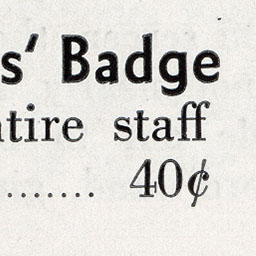 s' Badge
tire staff
....... 40¢